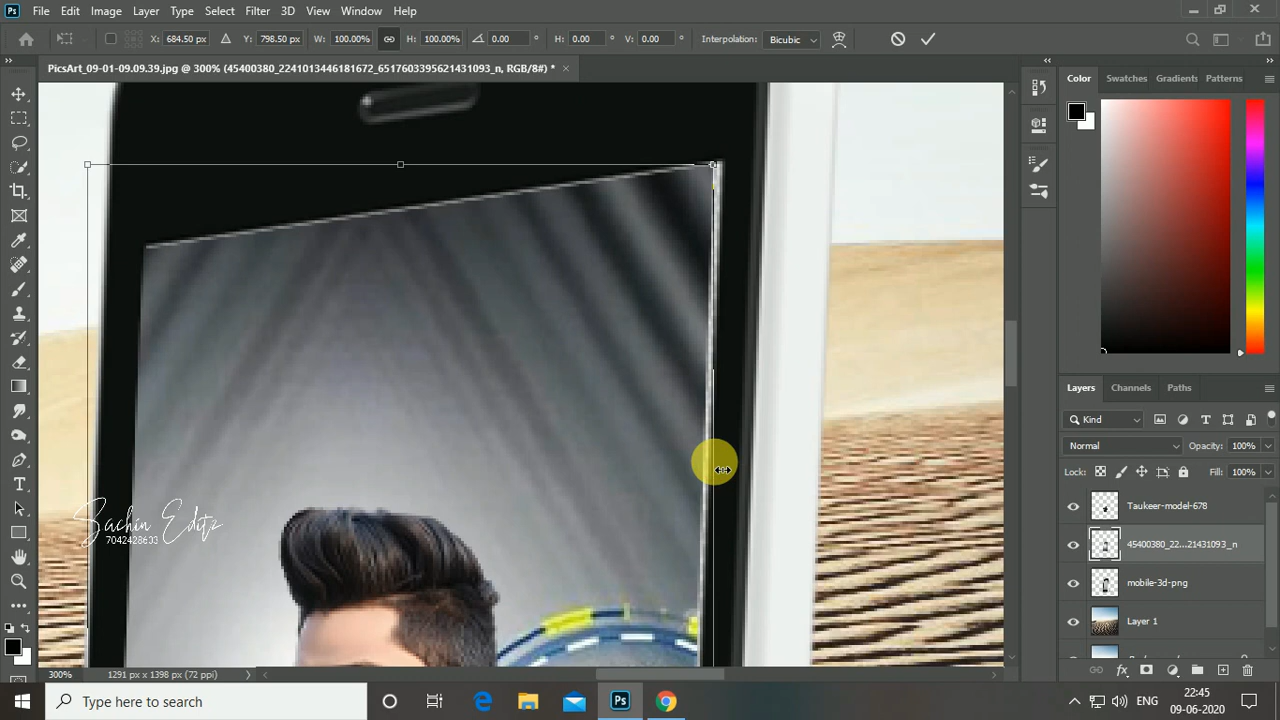 File Edit Image Layer Type Select Filter 3D View Window Help
X: 684.50 px Y: 798.50 px W: 100.00% H: 100.00% 0.00 ° H: 0.00 ° V: 0.00 ° Interpolation: Bicubic
PicsArt_09-01-09.09.39.jpg @ 300% (45400380_2241013446181672_6517603395621431093_n, RGB/8#) * ×
Color Swatches Gradients Patterns
Layers Channels Paths
Kind
Normal Opacity: 100%
Lock: Fill: 100%
Taukeer-model-678
45400380_22...21431093_n
mobile-3d-png
Layer 1
Sachin Editz
7042428633
300% 1291 px x 1398 px (72 ppi)
Type here to search
ENG
22:45
09-06-2020